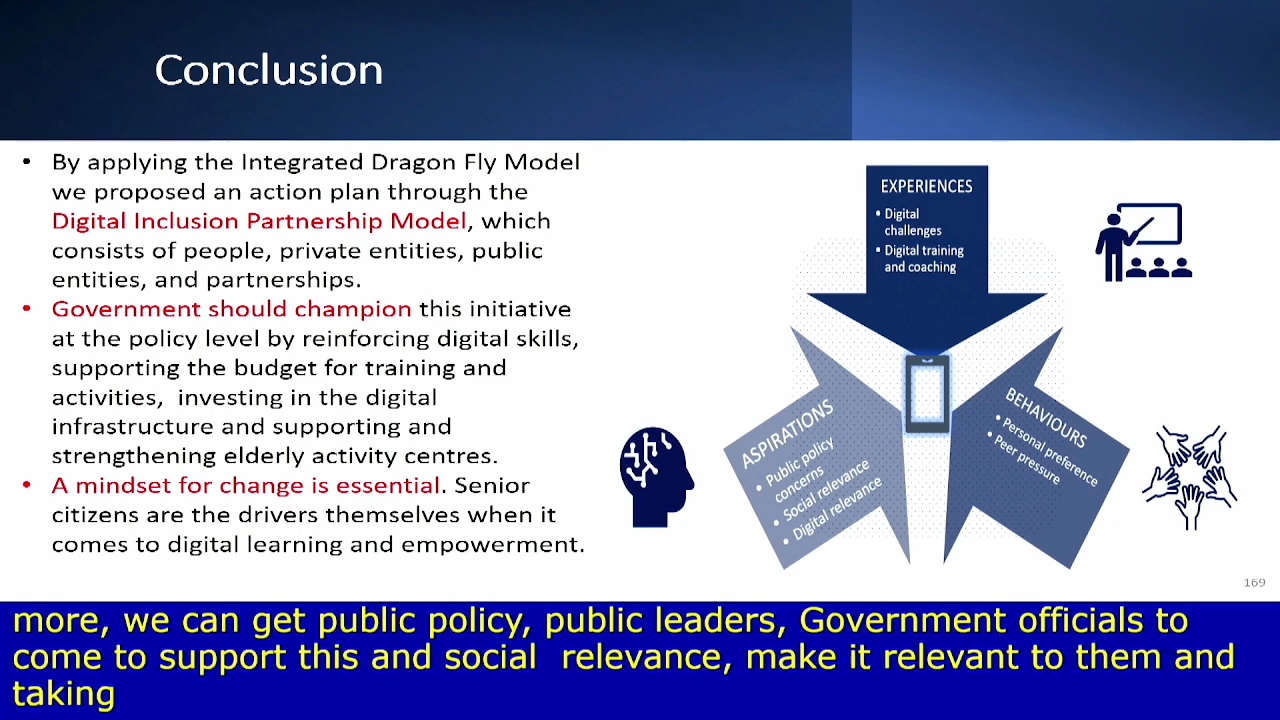 Conclusion
• By applying the Integrated Dragon Fly Model
we proposed an action plan through the
Digital Inclusion Partnership Model, which
consists of people, private entities, public
entities, and partnerships.
• Government should champion this initiative
at the policy level by reinforcing digital skills,
supporting the budget for training and
activities, investing in the digital
infrastructure and supporting and
strengthening elderly activity centres.
• A mindset for change is essential. Senior
citizens are the drivers themselves when it
comes to digital learning and empowerment.
EXPERIENCES
• Digital
challenges
• Digital training
and coaching
ASPIRATIONS
• Public policy
concerns
• Social relevance
• Digital relevance
BEHAVIOURS
• Personal preference
• Peer pressure
169
more, we can get public policy, public leaders, Government officials to
come to support this and social relevance, make it relevant to them and
taking